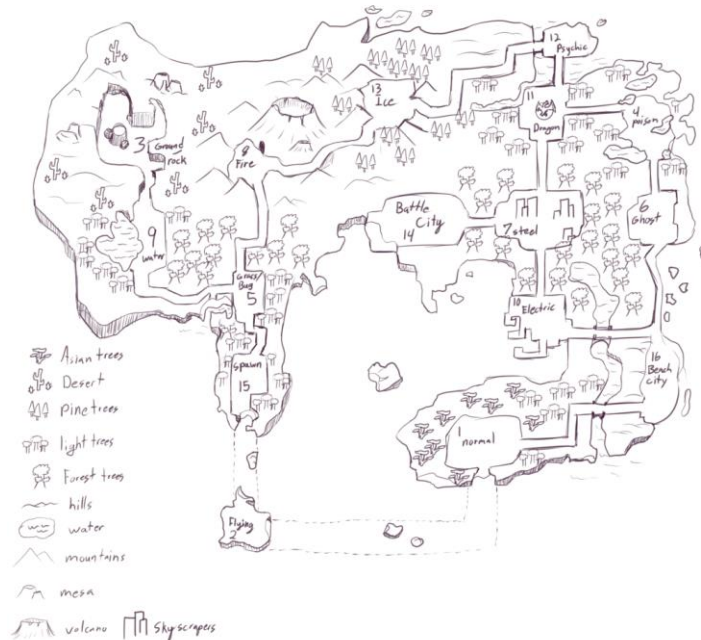 12
Psychic
13
Ice
11
Dragon
4
poison
3
Ground
rock
8
Fire
Battle
City
14
7 steel
6
Ghost
9
water
Grass/
Bug
5
10
Electric
Spawn
15
16
Beach
city
1
normal
Flying
2
Asian trees
Desert
Pine trees
light trees
Forest trees
hills
water
mountains
mesa
volcano
Skyscrapers